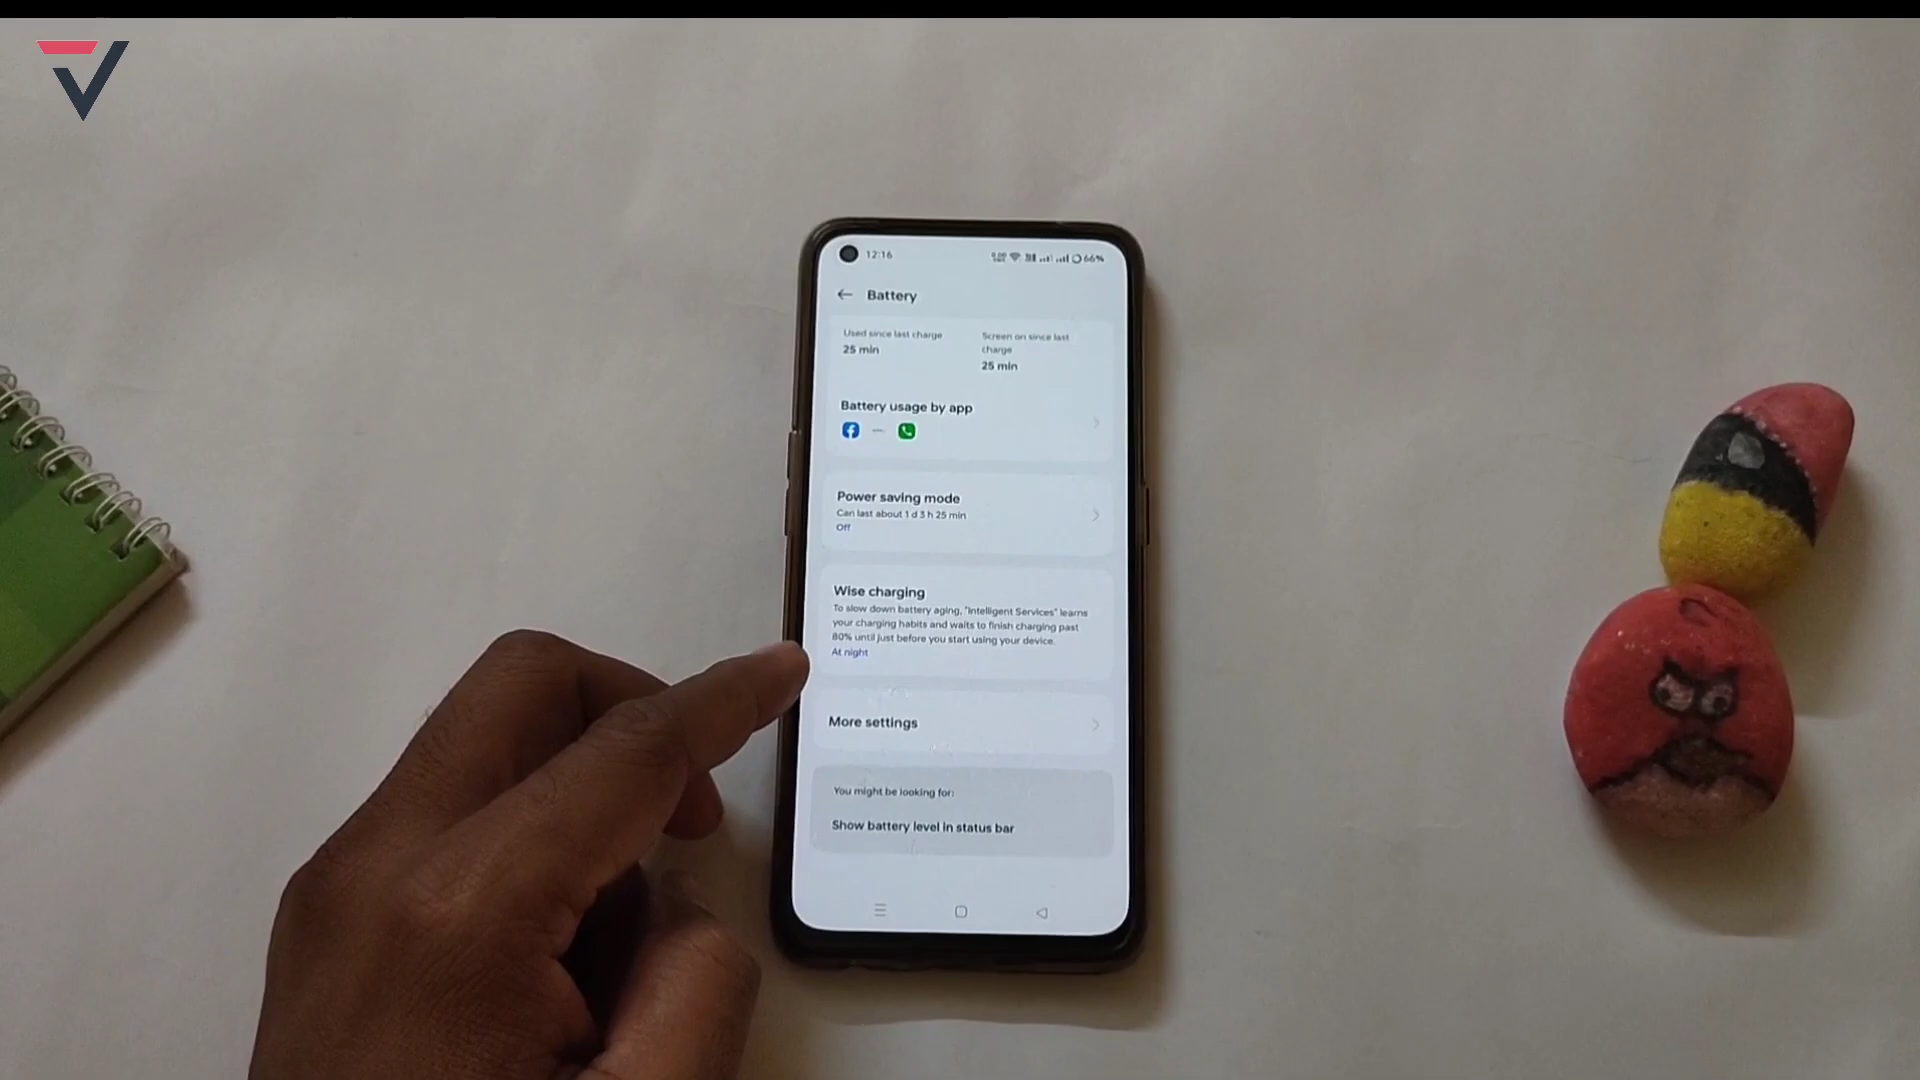 12:16
66%
Battery
Used since last charge
25 min
Screen on since last
charge
25 min
Battery usage by app
Power saving mode
Can last about 1 d 3 h 25 min
Off
Wise charging
To slow down battery aging, "Intelligent Services" learns
your charging habits and waits to finish charging past
80% until just before you start using your device.
At night
More settings
You might be looking for:
Show battery level in status bar